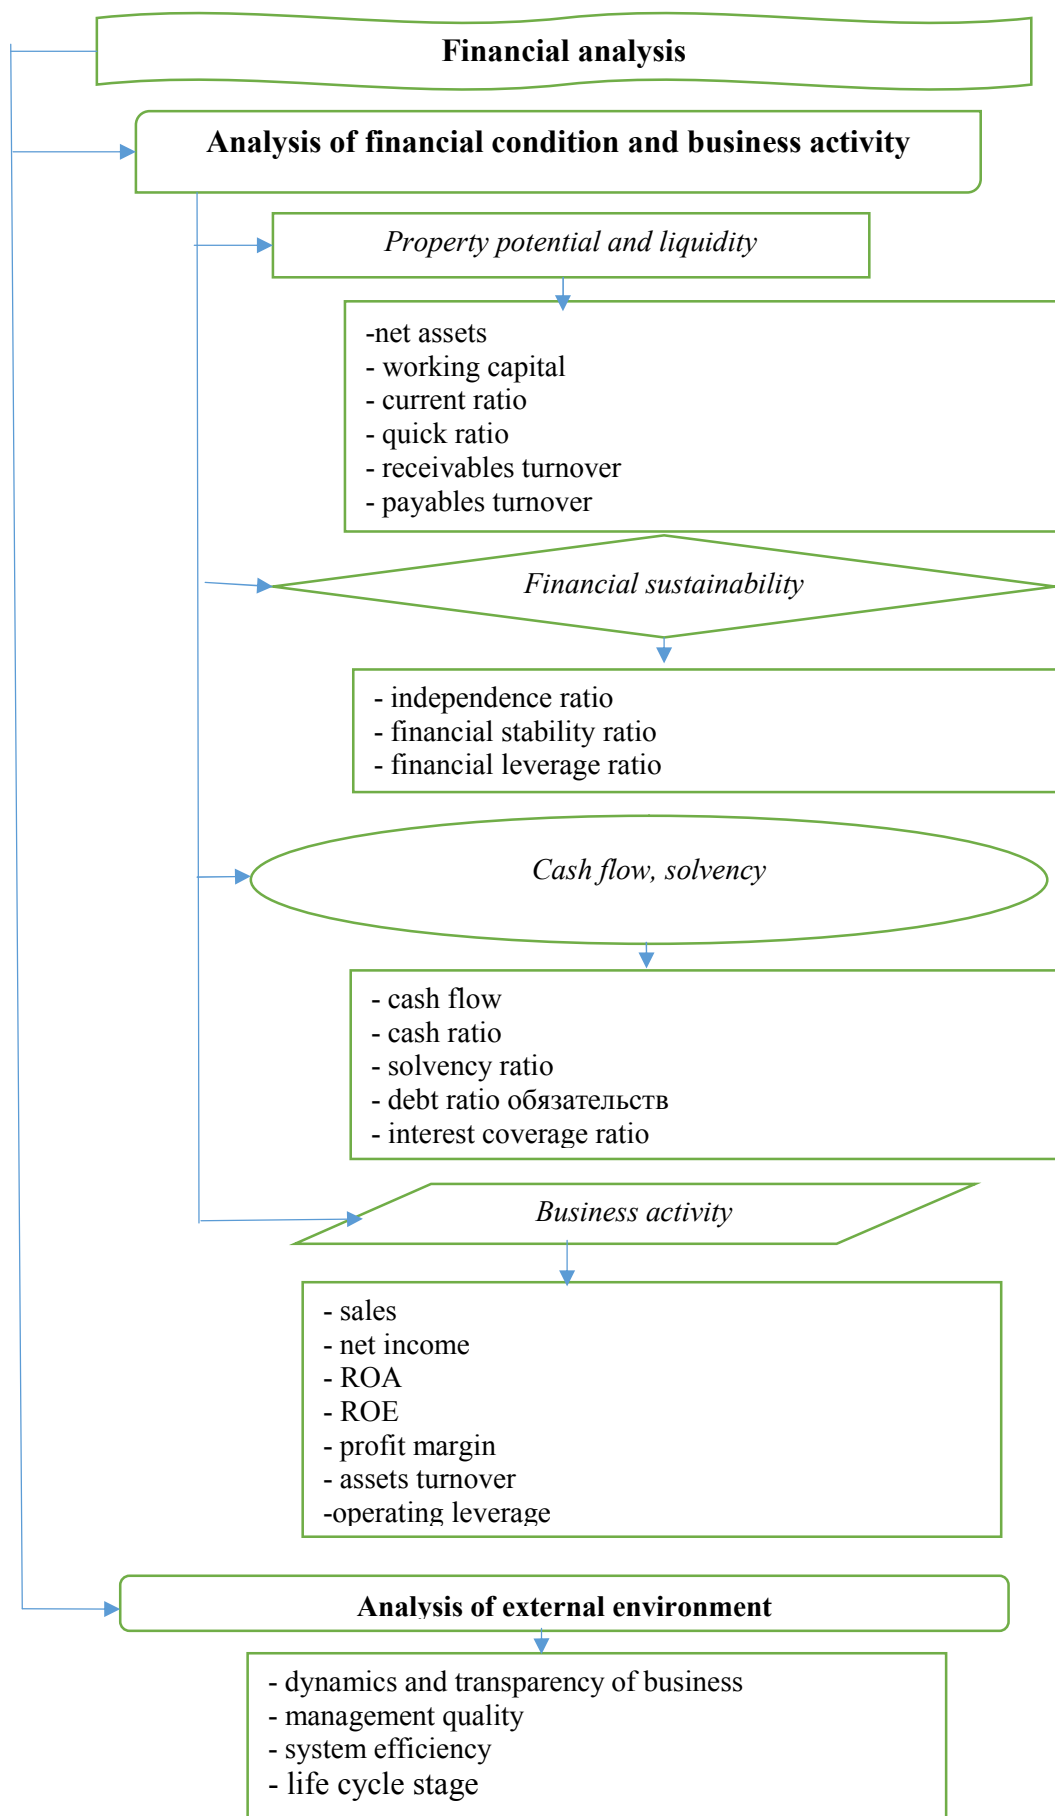 Financial analysis
Analysis of financial condition and business activity
Property potential and liquidity
-net assets
- working capital
- current ratio
- quick ratio
- receivables turnover
- payables turnover
Financial sustainability
- independence ratio
- financial stability ratio
- financial leverage ratio
Cash flow, solvency
- cash flow
- cash ratio
- solvency ratio
- debt ratio обязательств
- interest coverage ratio
Business activity
- sales
- net income
- ROA
- ROE
- profit margin
- assets turnover
-operating leverage
Analysis of external environment
- dynamics and transparency of business
- management quality
- system efficiency
- life cycle stage